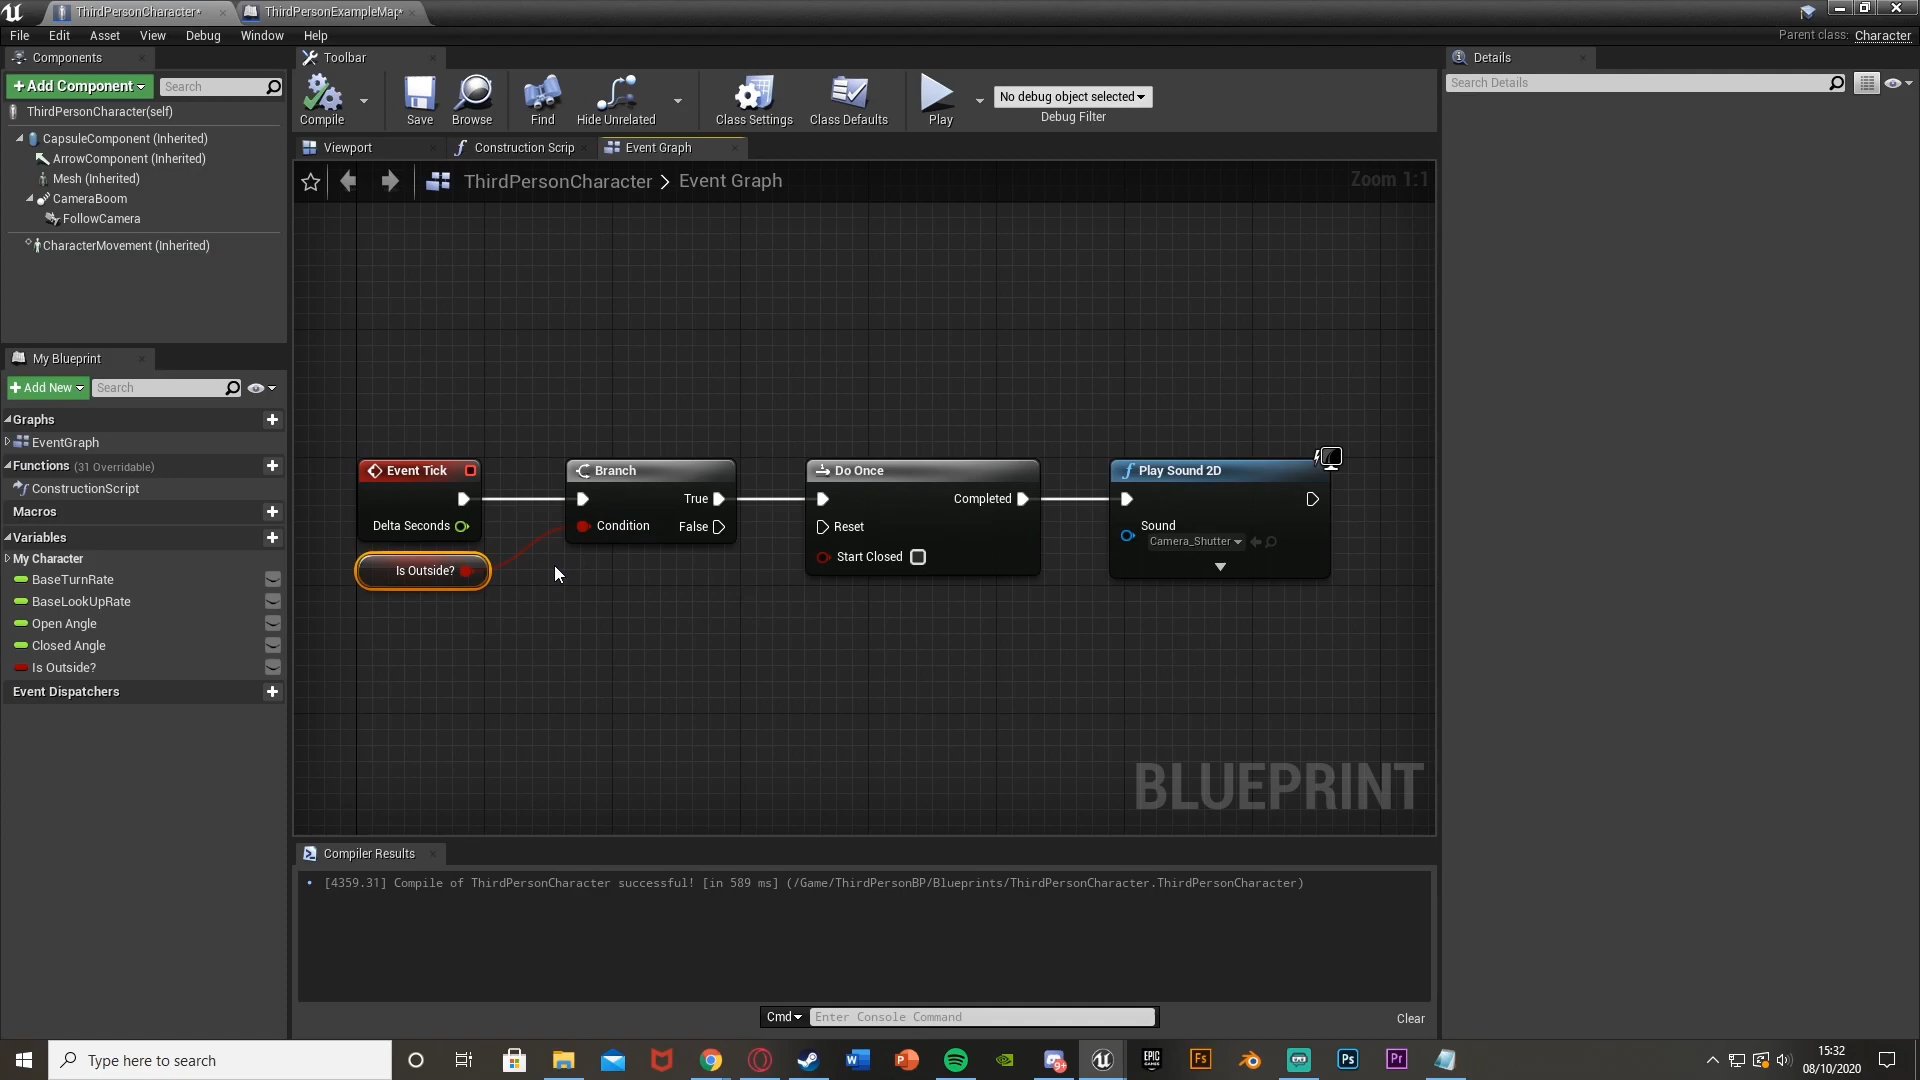 ThirdPersonCharacter*
ThirdPersonExampleMap*
File Edit Asset View Debug Window Help
Parent class: Character
Components
Toolbar
Details
+Add Component
Search
Search Details
ThirdPersonCharacter(self)
CapsuleComponent (Inherited)
ArrowComponent (Inherited)
Mesh (Inherited)
CameraBoom
FollowCamera
CharacterMovement (Inherited)
Compile
Save
Browse
Find
Hide Unrelated
Class Settings
Class Defaults
Play
No debug object selected
Debug Filter
Viewport
Construction Scrip
Event Graph
ThirdPersonCharacter > Event Graph
Zoom 1:1
My Blueprint
+Add New
Search
Graphs
EventGraph
Functions (31 Overridable)
ConstructionScript
Macros
Variables
My Character
BaseTurnRate
BaseLookUpRate
Open Angle
Closed Angle
Is Outside?
Event Dispatchers
Event Tick
Delta Seconds
Is Outside?
Branch
True
Condition
False
Do Once
Completed
Reset
Start Closed
Play Sound 2D
Sound
Camera_Shutter
BLUEPRINT
Compiler Results
• [4359.31] Compile of ThirdPersonCharacter successful! [in 589 ms] (/Game/ThirdPersonBP/Blueprints/ThirdPersonCharacter.ThirdPersonCharacter)
Cmd
Enter Console Command
Clear
Type here to search
W
P
9+
EPIC GAMES
Fs
Ps
Pr
15:32
08/10/2020